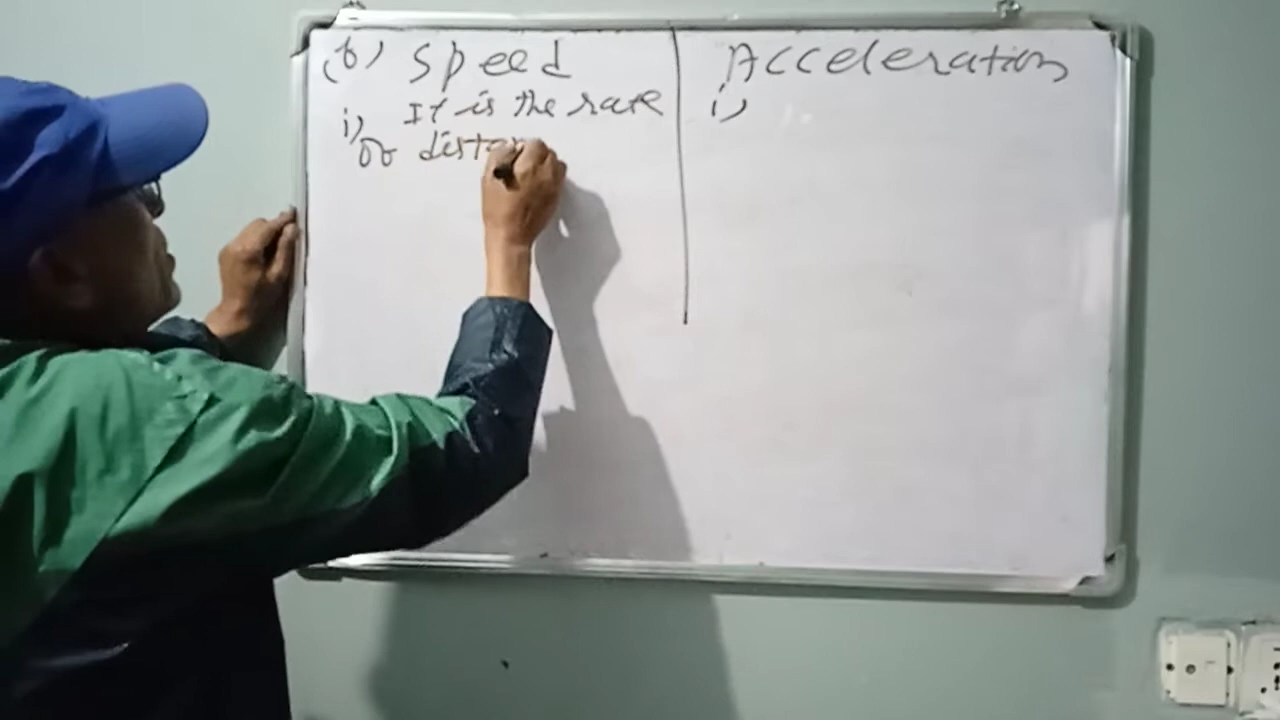 (b) Speed
i) It is the rate
of distan
Acceleration
i)